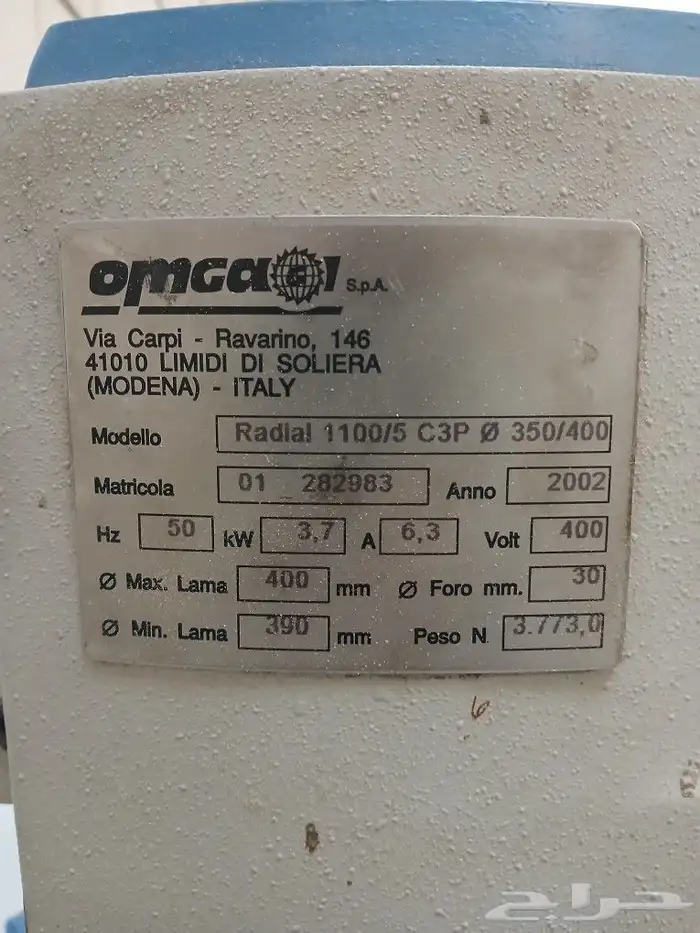 omga S.p.A.
Via Carpi - Ravarino, 146
41010 LIMIDI DI SOLIERA
(MODENA) - ITALY
Modello Radial 1100/5 C3P Ø 350/400
Matricola 01 282983 Anno 2002
Hz 50 kW 3,7 A 6,3 Volt 400
Ø Max. Lama 400 mm Ø Foro mm. 30
Ø Min. Lama 390 mm Peso N 3.773,0
حراج